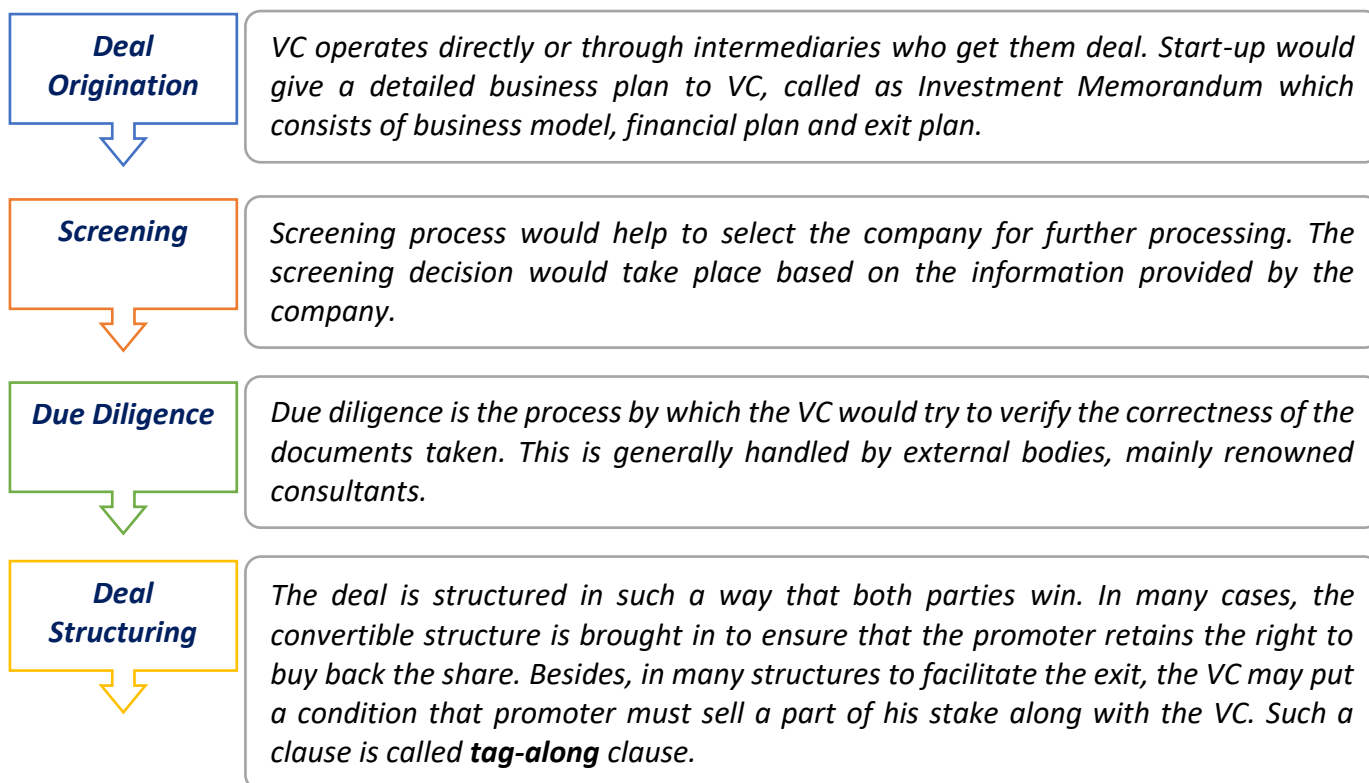 Deal
Origination
VC operates directly or through intermediaries who get them deal. Start-up would
give a detailed business plan to VC, called as Investment Memorandum which
consists of business model, financial plan and exit plan.
Screening
Screening process would help to select the company for further processing. The
screening decision would take place based on the information provided by the
company.
Due Diligence
Due diligence is the process by which the VC would try to verify the correctness of the
documents taken. This is generally handled by external bodies, mainly renowned
consultants.
Deal
Structuring
The deal is structured in such a way that both parties win. In many cases, the
convertible structure is brought in to ensure that the promoter retains the right to
buy back the share. Besides, in many structures to facilitate the exit, the VC may put
a condition that promoter must sell a part of his stake along with the VC. Such a
clause is called tag-along clause.